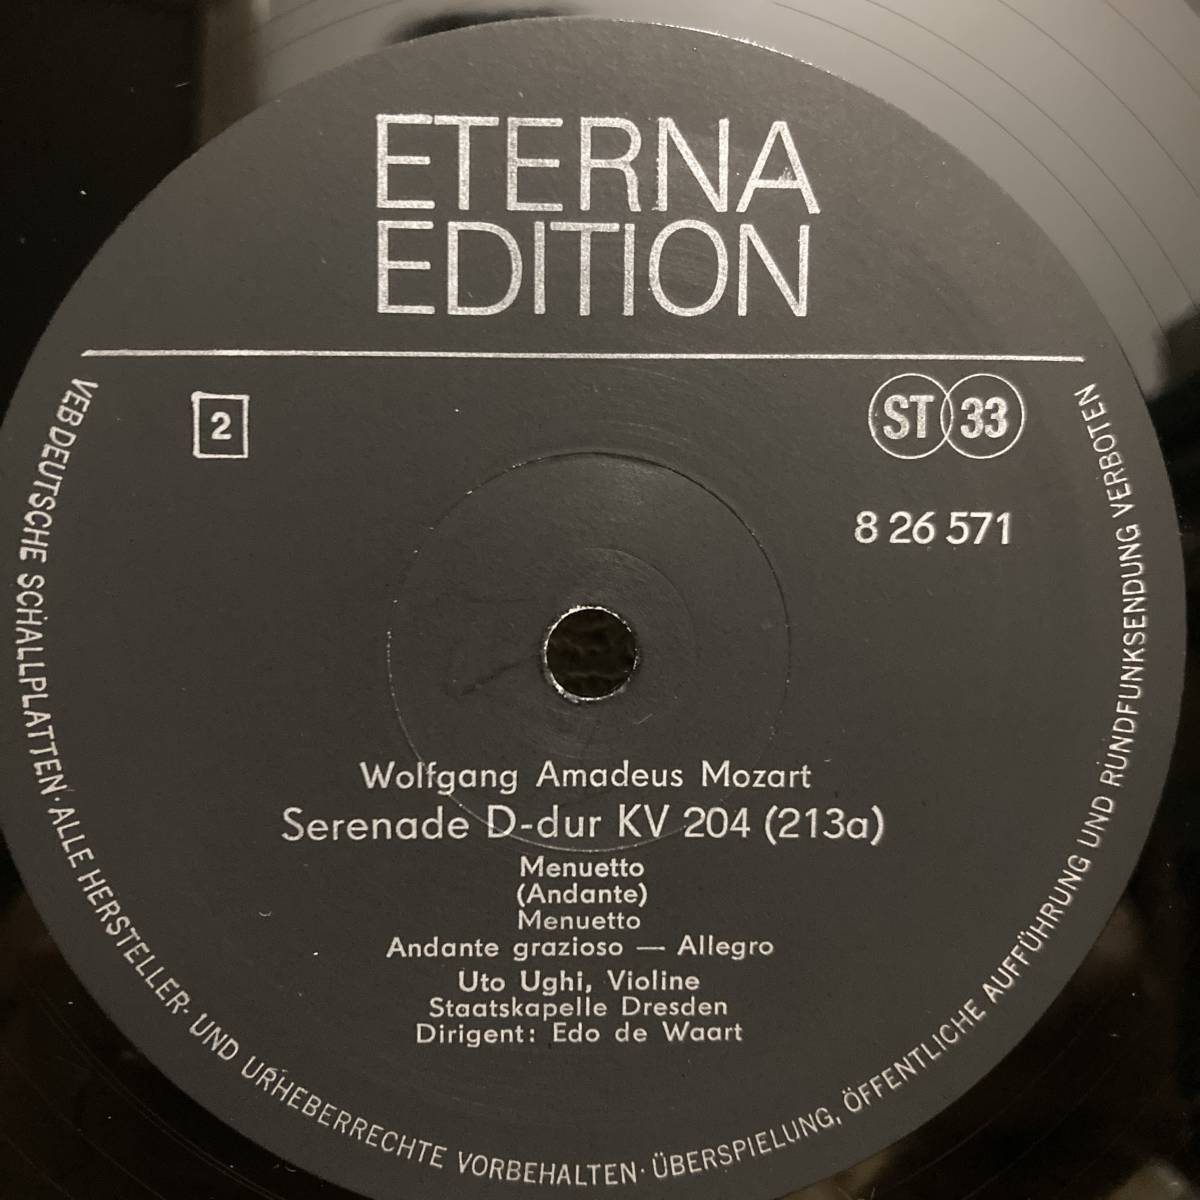 ETERNA
EDITION
2
ST 33
8 26 571
Wolfgang Amadeus Mozart
Serenade D-dur KV 204 (213a)
Menuetto
(Andante)
Menuetto
Andante grazioso — Allegro
Uto Ughi, Violine
Staatskapelle Dresden
Dirigent: Edo de Waart
VEB DEUTSCHE SCHALLPLATTEN · ALLE HERSTELLER- UND URHEBERRECHTE VORBEHALTEN · ÜBERSPIELUNG, ÖFFENTLICHE AUFFÜHRUNG UND RUNDFUNKSENDUNG VERBOTEN